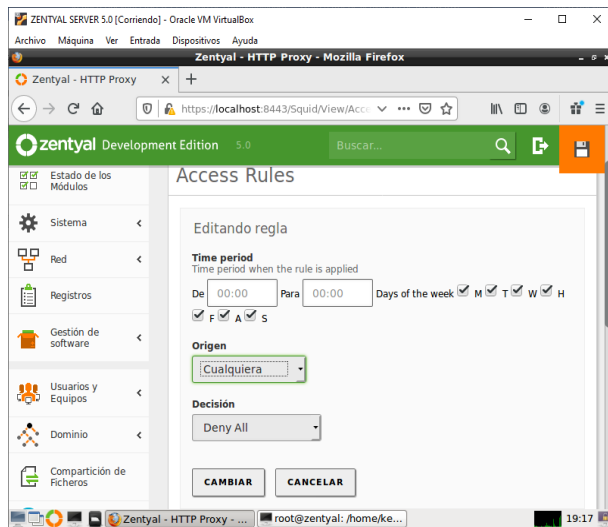 ZENTYAL SERVER 5.0 [Corriendo] - Oracle VM VirtualBox
Archivo Máquina Ver Entrada Dispositivos Ayuda
Zentyal - HTTP Proxy - Mozilla Firefox
Zentyal - HTTP Proxy
https://localhost:8443/Squid/View/Acce
zentyal Development Edition 5.0 Buscar...
Estado de los
Módulos
Sistema
Red
Registros
Gestión de
software
Usuarios y
Equipos
Dominio
Compartición de
Ficheros
Access Rules
Editando regla
Time period
Time period when the rule is applied
De 00:00 Para 00:00 Days of the week M T W H
F A S
Origen
Cualquiera
Decisión
Deny All
CAMBIAR CANCELAR
Zentyal - HTTP Proxy - ... root@zentyal: /home/ke... 19:17